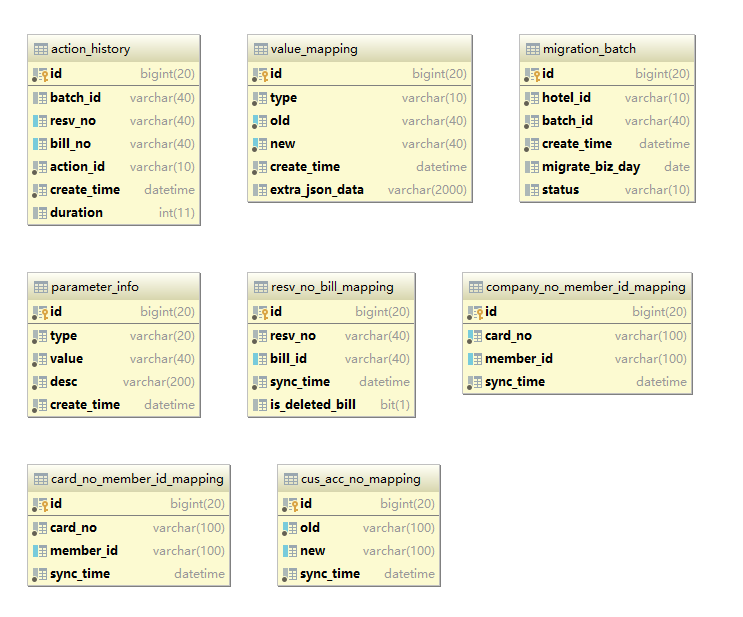 action_history
id bigint(20)
batch_id varchar(40)
resv_no varchar(40)
bill_no varchar(40)
action_id varchar(10)
create_time datetime
duration int(11)
value_mapping
id bigint(20)
type varchar(10)
old varchar(40)
new varchar(40)
create_time datetime
extra_json_data varchar(2000)
migration_batch
id bigint(20)
hotel_id varchar(10)
batch_id varchar(40)
create_time datetime
migrate_biz_day date
status varchar(10)
parameter_info
id bigint(20)
type varchar(20)
value varchar(40)
desc varchar(200)
create_time datetime
resv_no_bill_mapping
id bigint(20)
resv_no varchar(40)
bill_id varchar(40)
sync_time datetime
is_deleted_bill bit(1)
company_no_member_id_mapping
id bigint(20)
card_no varchar(100)
member_id varchar(100)
sync_time datetime
card_no_member_id_mapping
id bigint(20)
card_no varchar(100)
member_id varchar(100)
sync_time datetime
cus_acc_no_mapping
id bigint(20)
old varchar(100)
new varchar(100)
sync_time datetime